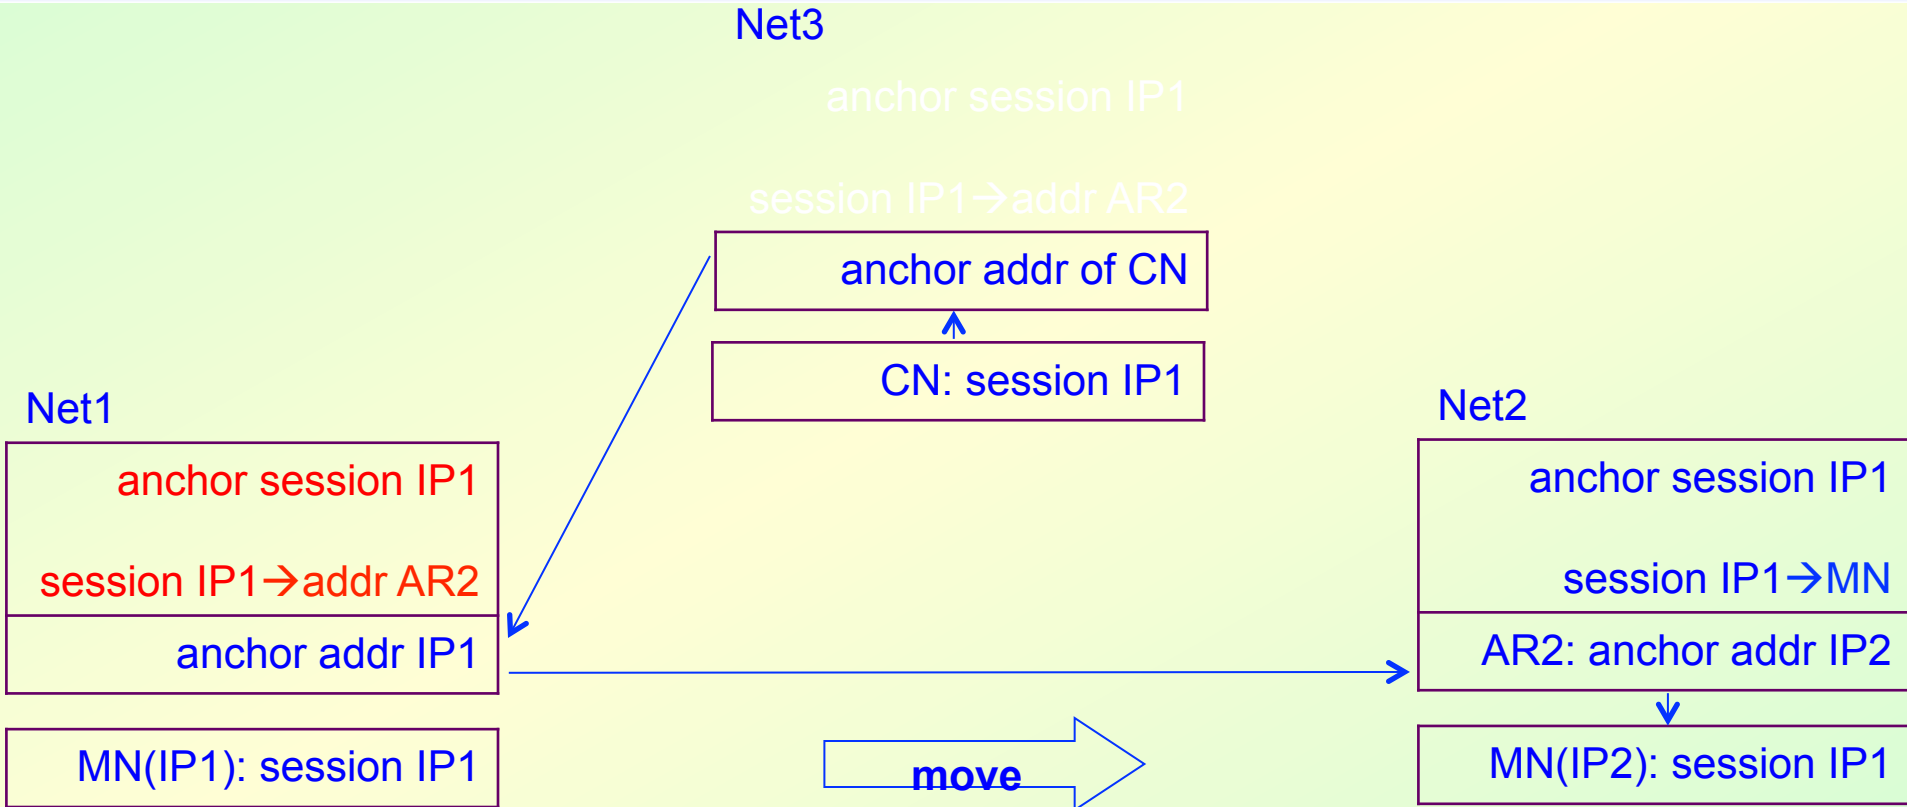 Net3
anchor session IP1
session IP1→addr AR2
anchor addr of CN
CN: session IP1
Net1
anchor session IP1
session IP1→addr AR2
anchor addr IP1
MN(IP1): session IP1
move
Net2
anchor session IP1
session IP1→MN
AR2: anchor addr IP2
MN(IP2): session IP1